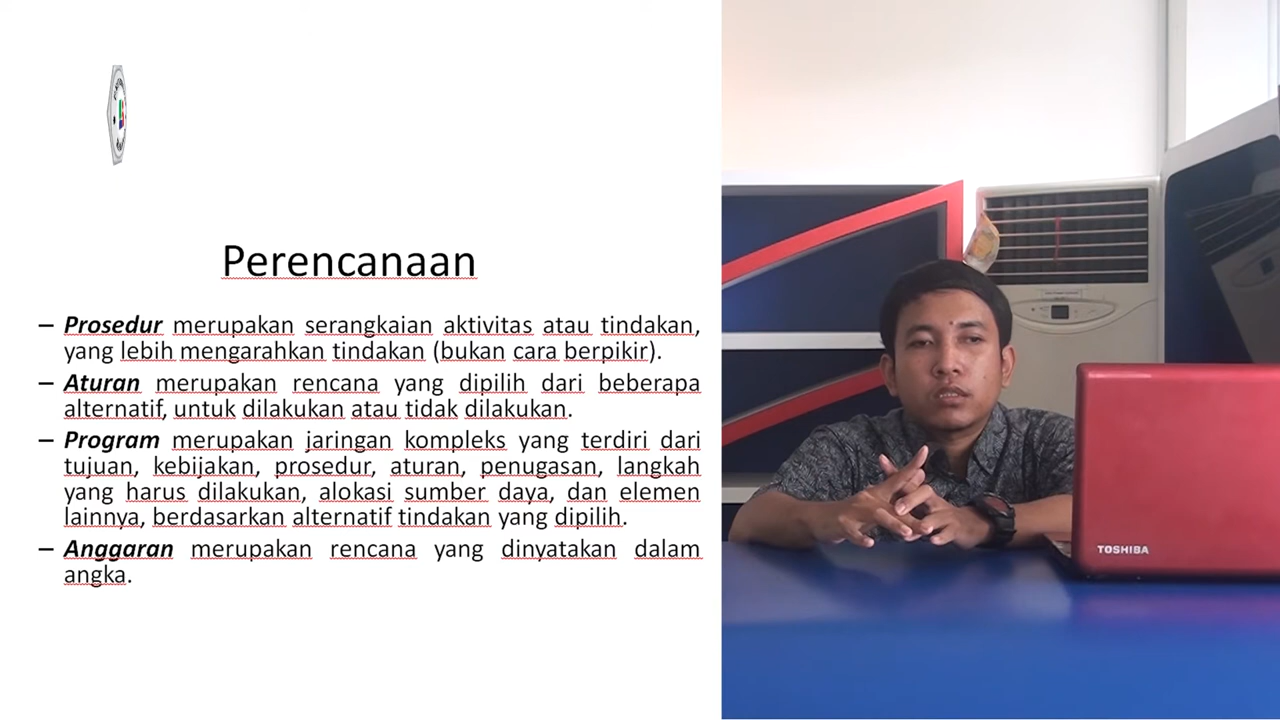 Perencanaan
– Prosedur merupakan serangkaian aktivitas atau tindakan,
yang lebih mengarahkan tindakan (bukan cara berpikir).
– Aturan merupakan rencana yang dipilih dari beberapa
alternatif, untuk dilakukan atau tidak dilakukan.
– Program merupakan jaringan kompleks yang terdiri dari
tujuan, kebijakan, prosedur, aturan, penugasan, langkah
yang harus dilakukan, alokasi sumber daya, dan elemen
lainnya, berdasarkan alternatif tindakan yang dipilih.
– Anggaran merupakan rencana yang dinyatakan dalam
angka.
TOSHIBA